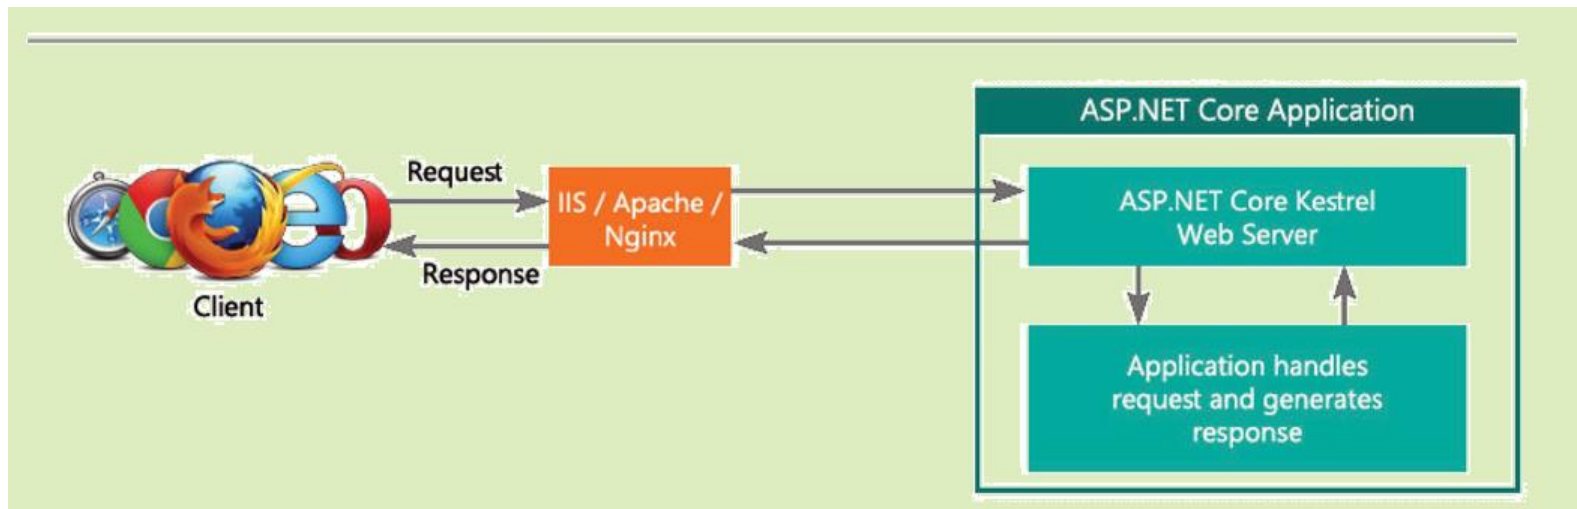 ASP.NET Core Application
Request
IIS / Apache /
Nginx
ASP.NET Core Kestrel
Web Server
Response
Client
Application handles
request and generates
response